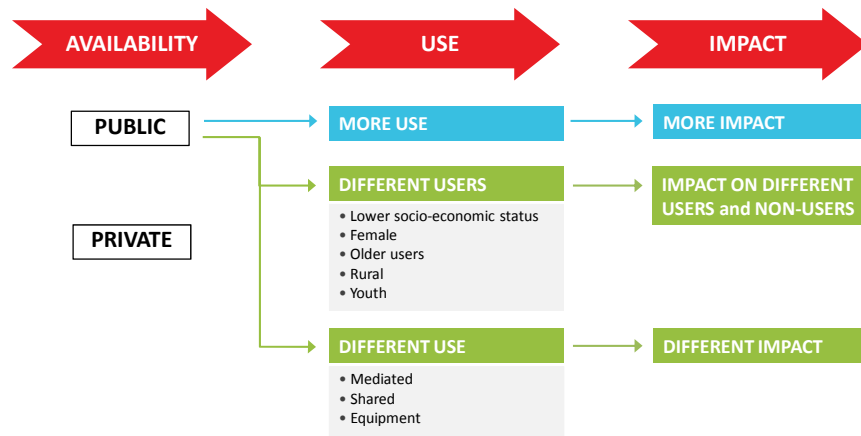 AVAILABILITY
USE
IMPACT
PUBLIC
MORE USE
MORE IMPACT
DIFFERENT USERS
• Lower socio-economic status
• Female
• Older users
• Rural
• Youth
IMPACT ON DIFFERENT
USERS and NON-USERS
PRIVATE
DIFFERENT USE
• Mediated
• Shared
• Equipment
DIFFERENT IMPACT